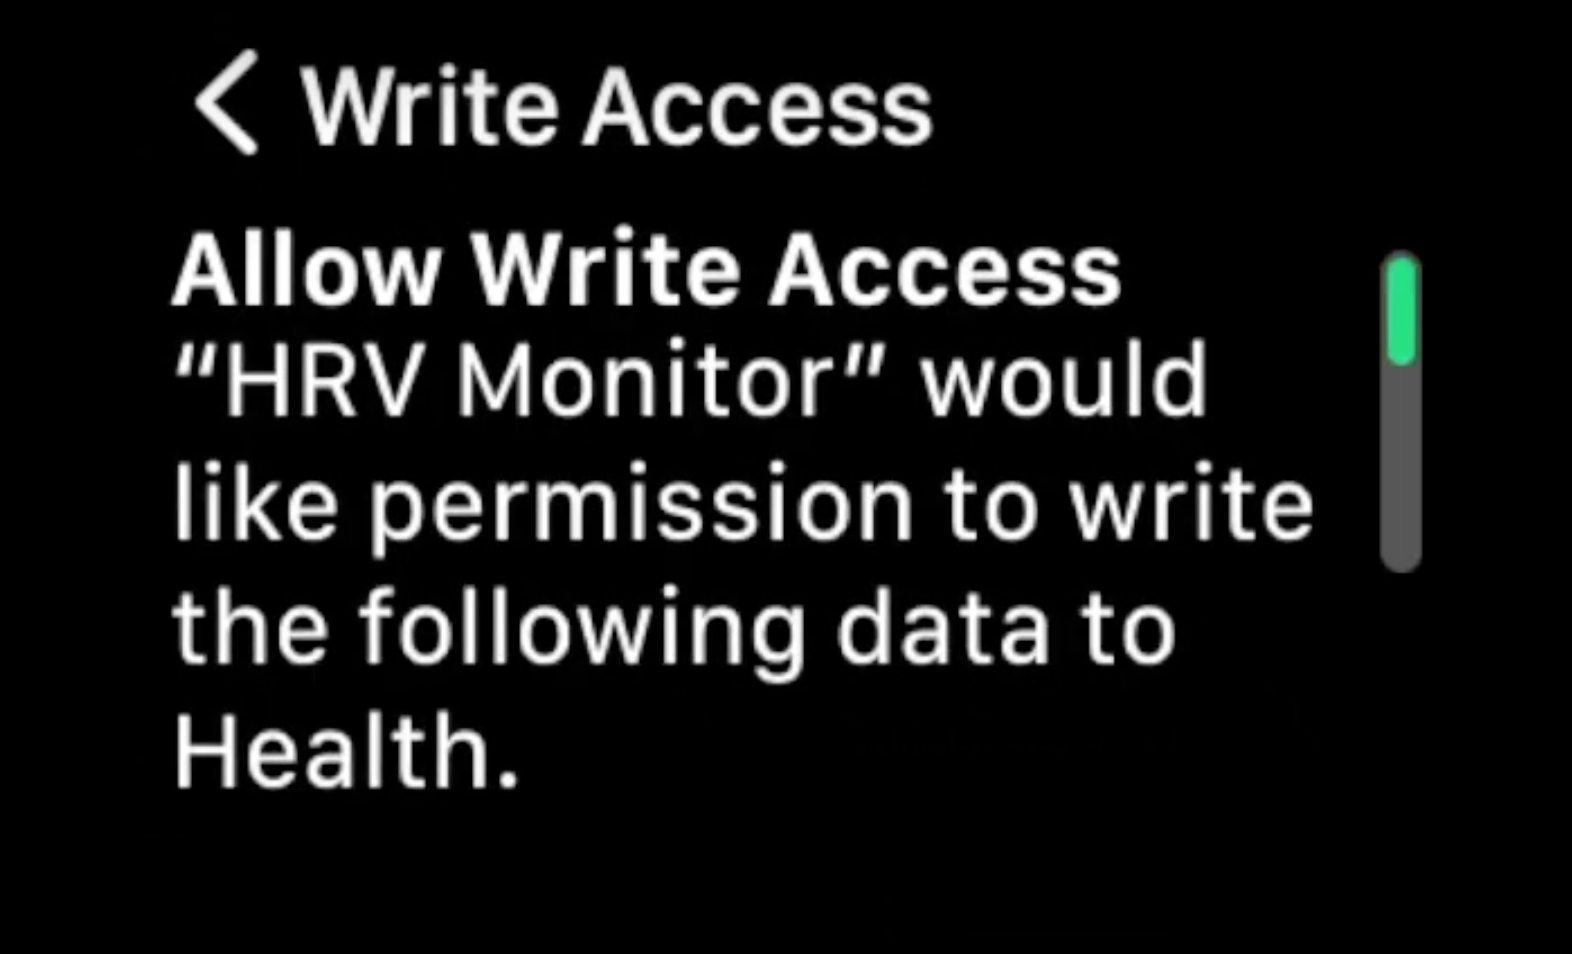 Write Access
Allow Write Access
“HRV Monitor” would
like permission to write
the following data to
Health.